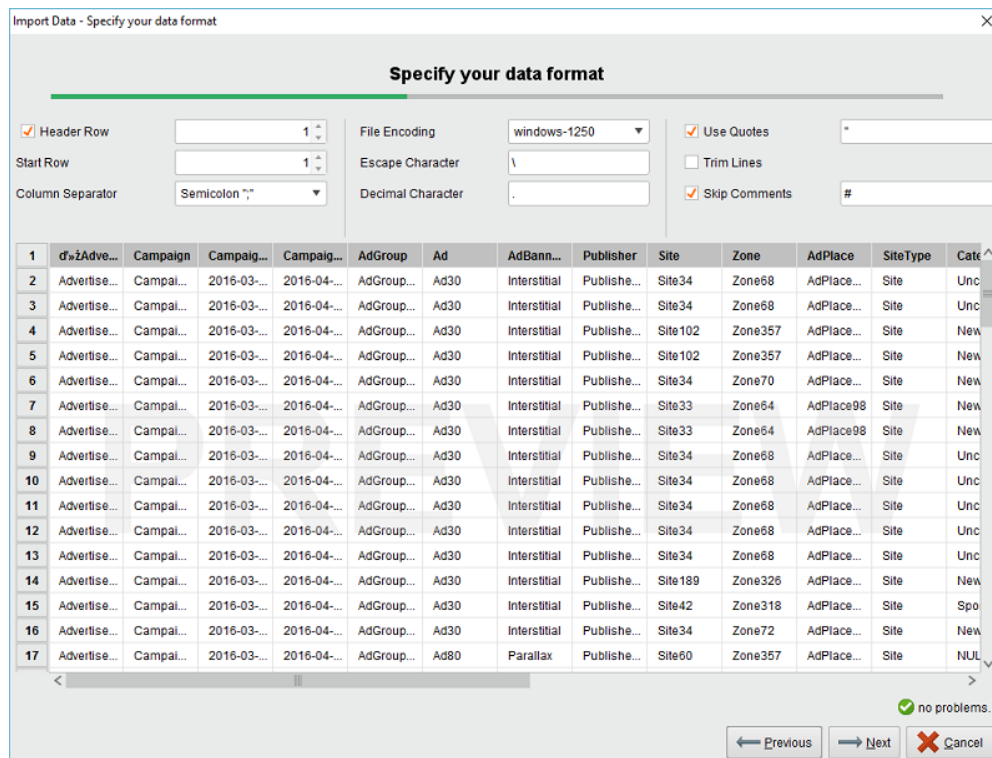 Import Data - Specify your data format
Specify your data format
Header Row 1 File Encoding windows-1250 Use Quotes "
Start Row 1 Escape Character \ Trim Lines
Column Separator Semicolon ";" Decimal Character . Skip Comments #
1 ď»żAdve... Campaign Campaig... Campaig... AdGroup Ad AdBann... Publisher Site Zone AdPlace SiteType Cate
2 Advertise... Campai... 2016-03-... 2016-04-... AdGroup... Ad30 Interstitial Publishe... Site34 Zone68 AdPlace... Site Unc
3 Advertise... Campai... 2016-03-... 2016-04-... AdGroup... Ad30 Interstitial Publishe... Site34 Zone68 AdPlace... Site Unc
4 Advertise... Campai... 2016-03-... 2016-04-... AdGroup... Ad30 Interstitial Publishe... Site102 Zone357 AdPlace... Site New
5 Advertise... Campai... 2016-03-... 2016-04-... AdGroup... Ad30 Interstitial Publishe... Site102 Zone357 AdPlace... Site New
6 Advertise... Campai... 2016-03-... 2016-04-... AdGroup... Ad30 Interstitial Publishe... Site34 Zone70 AdPlace... Site New
7 Advertise... Campai... 2016-03-... 2016-04-... AdGroup... Ad30 Interstitial Publishe... Site33 Zone64 AdPlace98 Site New
8 Advertise... Campai... 2016-03-... 2016-04-... AdGroup... Ad30 Interstitial Publishe... Site33 Zone64 AdPlace98 Site New
9 Advertise... Campai... 2016-03-... 2016-04-... AdGroup... Ad30 Interstitial Publishe... Site34 Zone68 AdPlace... Site Unc
10 Advertise... Campai... 2016-03-... 2016-04-... AdGroup... Ad30 Interstitial Publishe... Site34 Zone68 AdPlace... Site Unc
11 Advertise... Campai... 2016-03-... 2016-04-... AdGroup... Ad30 Interstitial Publishe... Site34 Zone68 AdPlace... Site Unc
12 Advertise... Campai... 2016-03-... 2016-04-... AdGroup... Ad30 Interstitial Publishe... Site34 Zone68 AdPlace... Site Unc
13 Advertise... Campai... 2016-03-... 2016-04-... AdGroup... Ad30 Interstitial Publishe... Site34 Zone68 AdPlace... Site Unc
14 Advertise... Campai... 2016-03-... 2016-04-... AdGroup... Ad30 Interstitial Publishe... Site189 Zone326 AdPlace... Site New
15 Advertise... Campai... 2016-03-... 2016-04-... AdGroup... Ad30 Interstitial Publishe... Site42 Zone318 AdPlace... Site Spo
16 Advertise... Campai... 2016-03-... 2016-04-... AdGroup... Ad30 Interstitial Publishe... Site34 Zone72 AdPlace... Site New
17 Advertise... Campai... 2016-03-... 2016-04-... AdGroup... Ad80 Parallax Publishe... Site60 Zone357 AdPlace... Site NUL
PREVIEW
no problems.
Previous Next Cancel